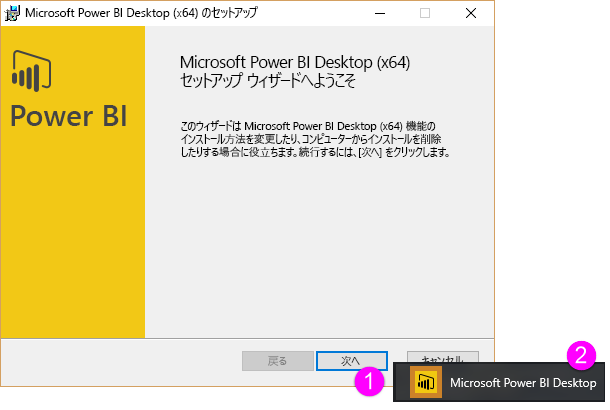 Microsoft Power BI Desktop (x64) のセットアップ
Power BI
Microsoft Power BI Desktop (x64)
セットアップ ウィザードへようこそ
このウィザードは Microsoft Power BI Desktop (x64) 機能の
インストール方法を変更したり、コンピューターからインストールを削除
したりする場合に役立ちます。続行するには、[次へ] をクリックします。
戻る
次へ
キャンセル
1
2
Microsoft Power BI Desktop